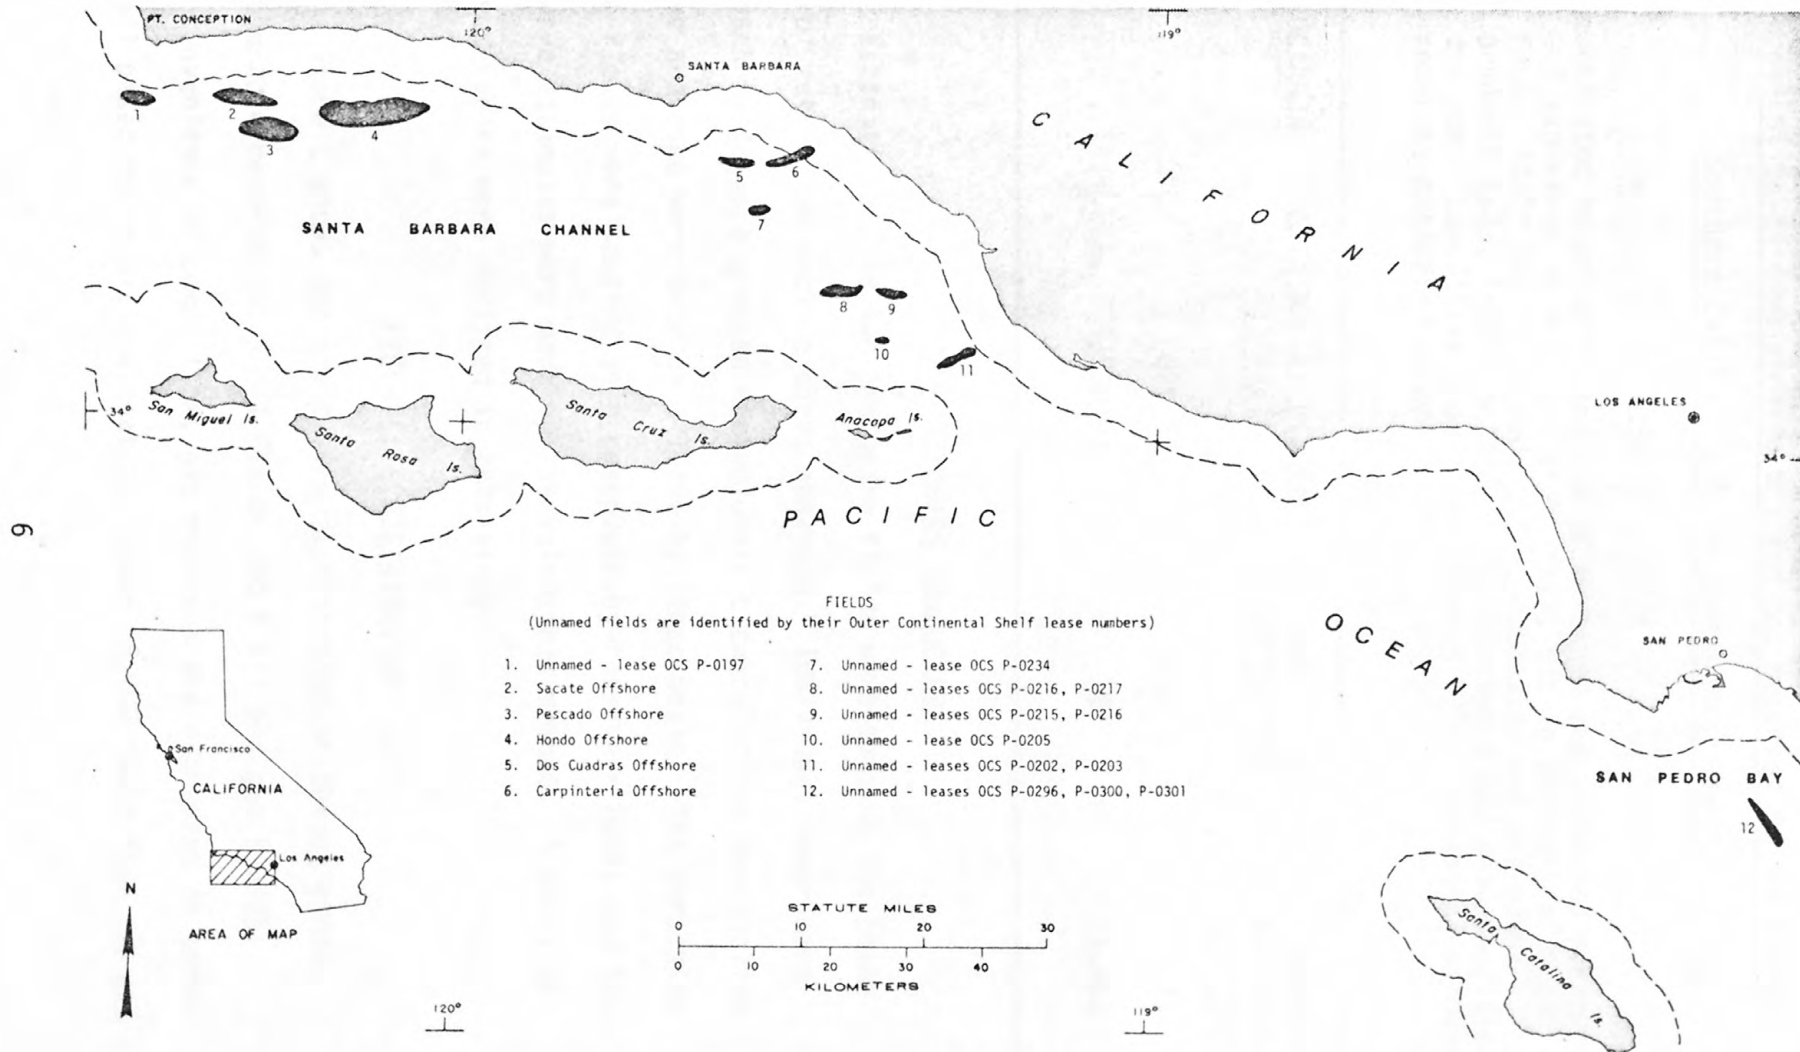 PT. CONCEPTION
120°
119°
SANTA BARBARA
1
2
3
4
5
6
7
CALIFORNIA
SANTA BARBARA CHANNEL
8
9
10
11
34°
San Miguel Is.
Santa Rosa Is.
Santa Cruz Is.
Anacapa Is.
LOS ANGELES
34°
PACIFIC
OCEAN
9
FIELDS
(Unnamed fields are identified by their Outer Continental Shelf lease numbers)
1. Unnamed - lease OCS P-0197
2. Sacate Offshore
3. Pescado Offshore
4. Hondo Offshore
5. Dos Cuadras Offshore
6. Carpinteria Offshore
7. Unnamed - lease OCS P-0234
8. Unnamed - leases OCS P-0216, P-0217
9. Unnamed - leases OCS P-0215, P-0216
10. Unnamed - lease OCS P-0205
11. Unnamed - leases OCS P-0202, P-0203
12. Unnamed - leases OCS P-0296, P-0300, P-0301
SAN PEDRO
SAN PEDRO BAY
12
San Francisco
CALIFORNIA
Los Angeles
N
AREA OF MAP
STATUTE MILES
0 10 20 30
0 10 20 30 40
KILOMETERS
Santa Catalina Is.
120°
119°